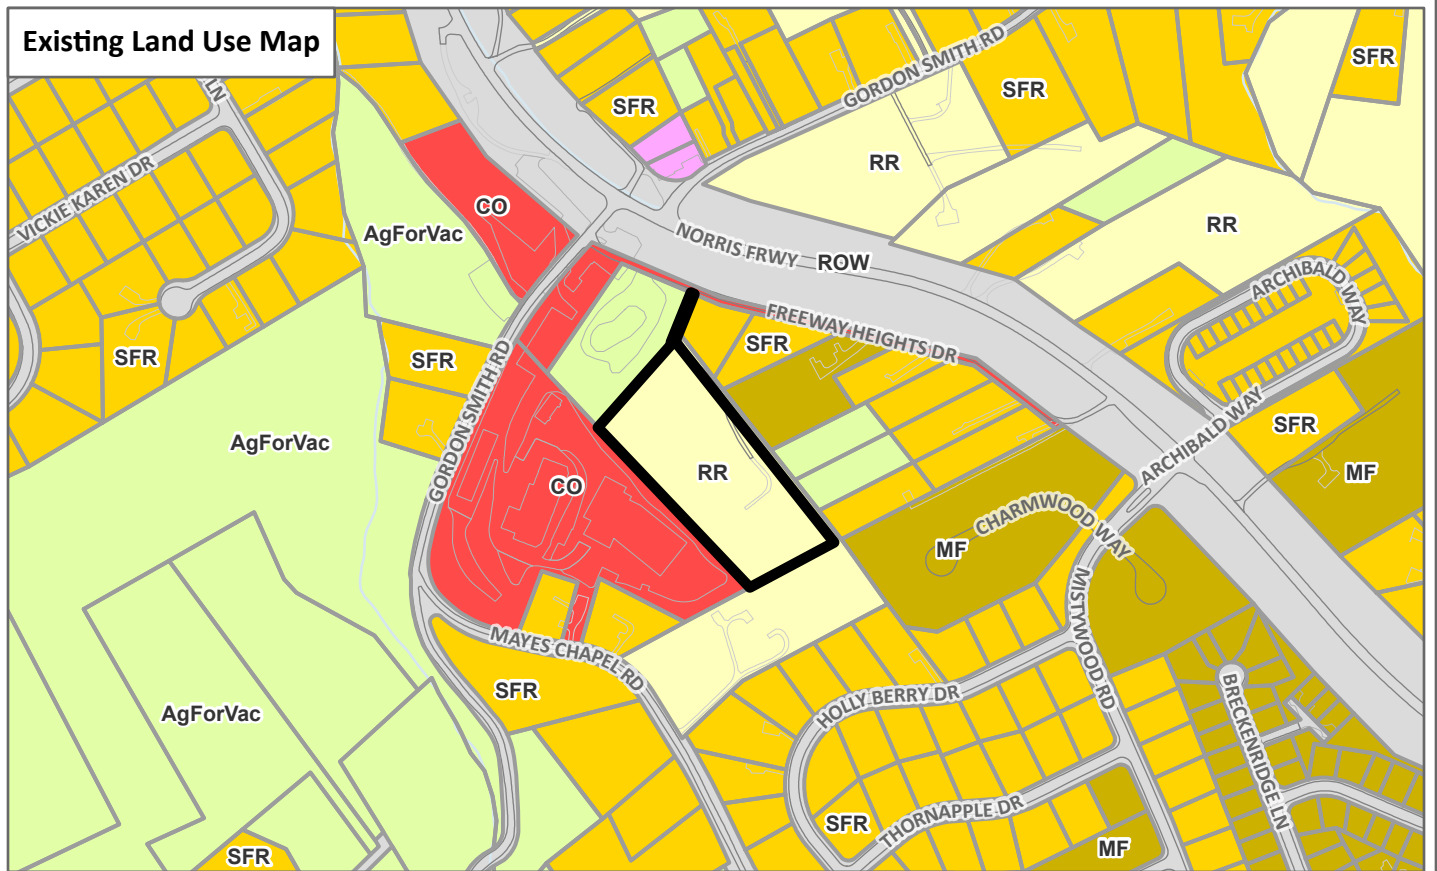 Existing Land Use Map
LN
SFR
GORDON SMITH RD
SFR
SFR
VICKIE KAREN DR
RR
CO
AgForVac
RR
NORRIS FRWY
ROW
ARCHIBALD WAY
FREEWAY HEIGHTS DR
SFR
SFR
SFR
GORDON SMITH RD
AgForVac
ARCHIBALD WAY
SFR
RR
MF
CO
CHARMWOOD WAY
MF
MISTYWOOD RD
MAYES CHAPEL RD
SFR
HOLLY BERRY DR
BRECKENRIDGE LN
AgForVac
THORNAPPLE DR
SFR
MF
SFR